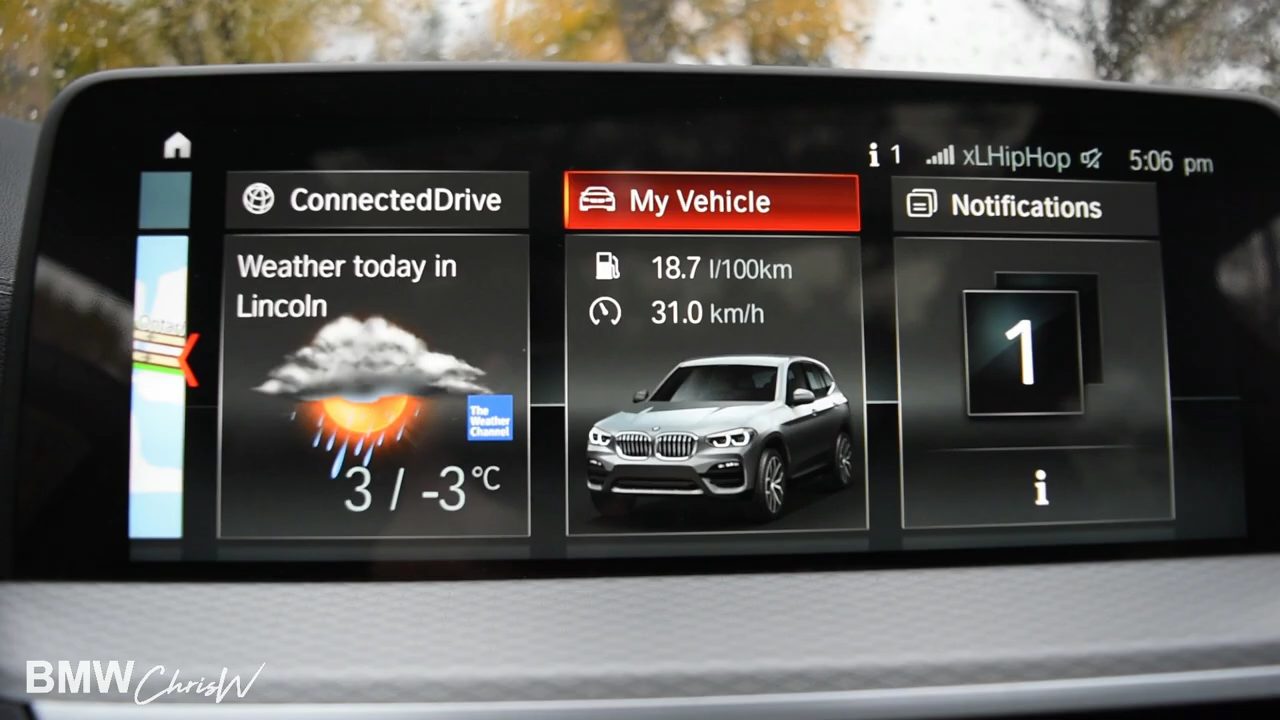 i 1 xLHipHop 5:06 pm
ConnectedDrive
Weather today in
Lincoln
The
Weather
Channel
3 / -3°C
My Vehicle
18.7 l/100km
31.0 km/h
Notifications
1
i
BMW ChrisW